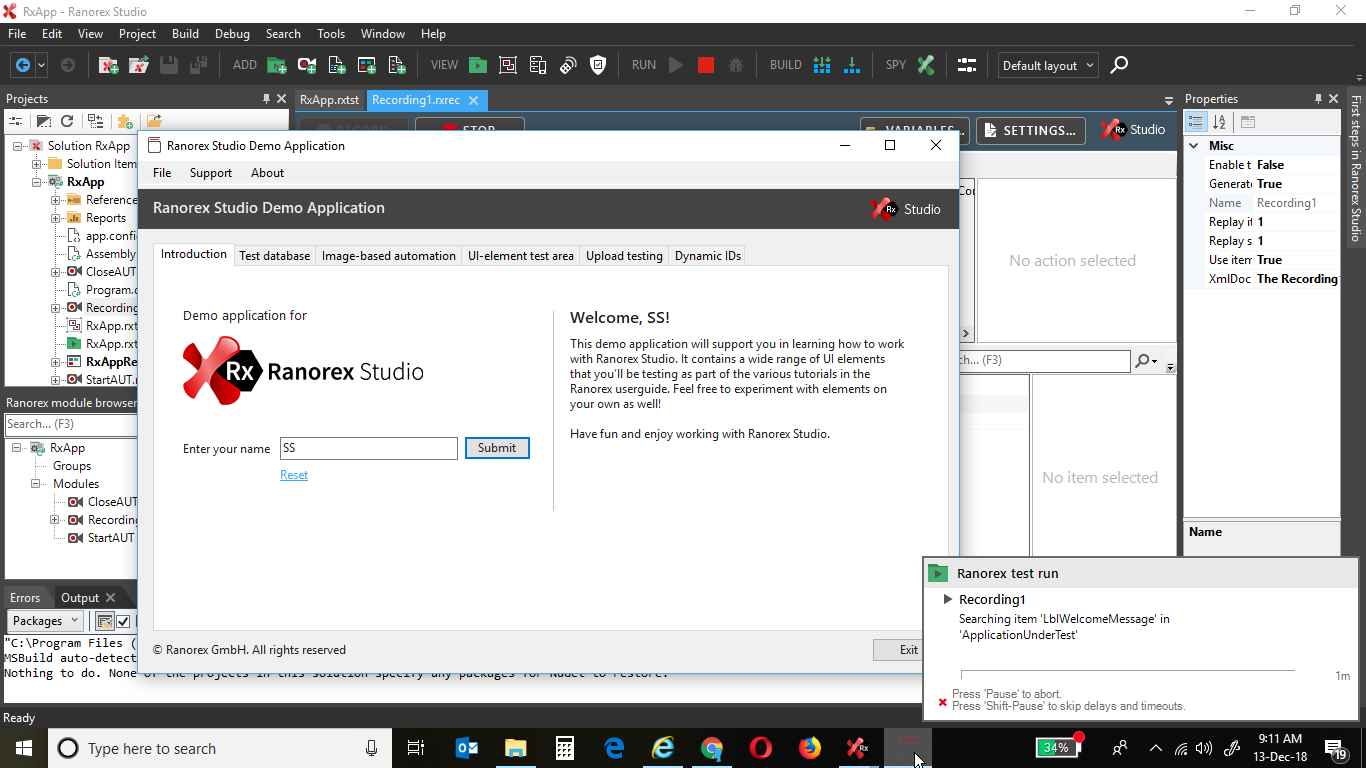 RxApp - Ranorex Studio
File Edit View Project Build Debug Search Tools Window Help
ADD VIEW RUN BUILD SPY Default layout
Projects
RxApp.rxtst Recording1.rxrec
STOP
VARIABLES... SETTINGS... Rx Studio
Solution RxApp
Solution Item
RxApp
Reference
Reports
app.confi
Assembly
CloseAUT
Program.c
Recording
RxApp.rxt
RxApp.rxt
RxAppRe
StartAUT.
Ranorex module browser
Search... (F3)
RxApp
Groups
Modules
CloseAUT
Recording
StartAUT
Ranorex Studio Demo Application
File Support About
Ranorex Studio Demo Application
Rx Studio
Introduction Test database Image-based automation UI-element test area Upload testing Dynamic IDs
Demo application for
Rx Ranorex Studio
Enter your name SS Submit
Reset
Welcome, SS!
This demo application will support you in learning how to work
with Ranorex Studio. It contains a wide range of UI elements
that you'll be testing as part of the various tutorials in the
Ranorex userguide. Feel free to experiment with elements on
your own as well!
Have fun and enjoy working with Ranorex Studio.
© Ranorex GmbH. All rights reserved
Exit
No action selected
ch... (F3)
No item selected
Properties
Misc
Enable t False
Generate True
Name Recording1
Replay it 1
Replay s 1
Use item True
XmlDoc The Recording
Name
First steps in Ranorex Studio
Errors Output
Packages
"C:\Program Files (
MSBuild auto-detect
Nothing to do. None of the projects in this solution specify any packages for NuGet to restore.
Ranorex test run
Recording1
Searching item 'LblWelcomeMessage' in
'ApplicationUnderTest'
1m
Press 'Pause' to abort.
Press 'Shift-Pause' to skip delays and timeouts.
Ready
Type here to search
34%
9:11 AM
13-Dec-18
19